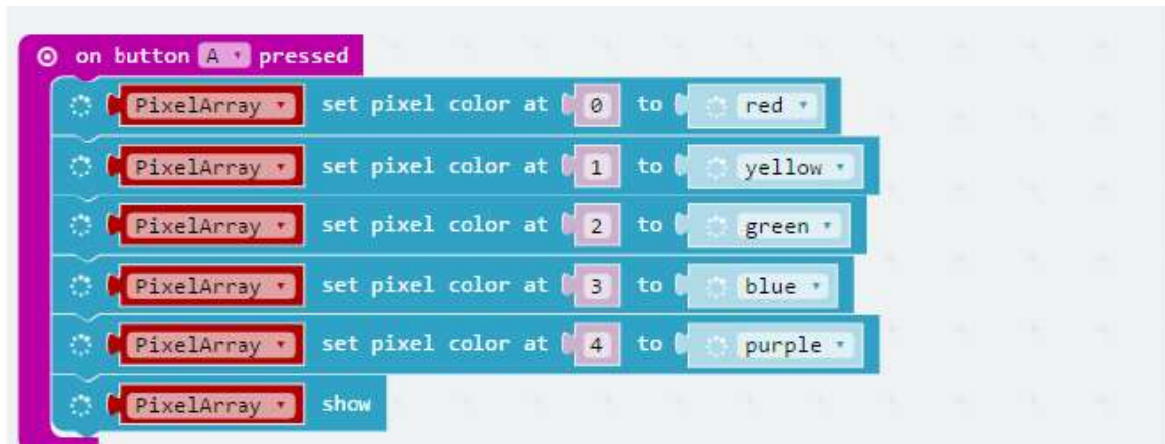 on button A pressed
PixelArray set pixel color at 0 to red
PixelArray set pixel color at 1 to yellow
PixelArray set pixel color at 2 to green
PixelArray set pixel color at 3 to blue
PixelArray set pixel color at 4 to purple
PixelArray show